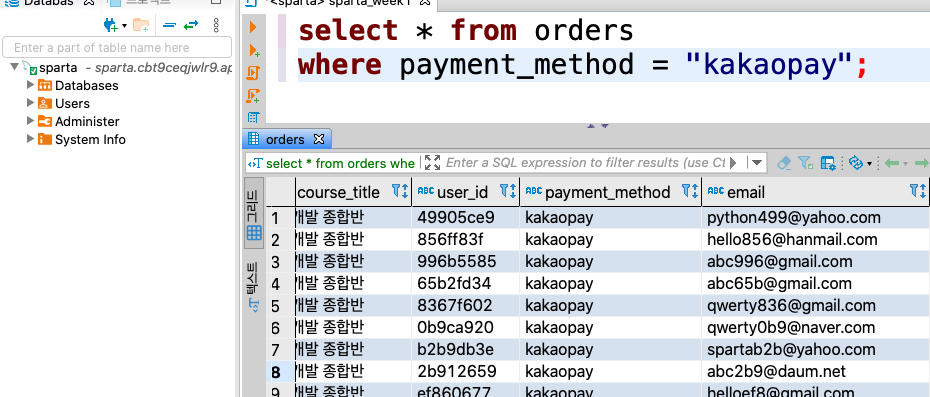 <sparta> sparta_week1
Enter a part of table name here
sparta - sparta.cbt9ceqjwlr9.ap
Databases
Users
Administer
System Info
select * from orders
where payment_method = "kakaopay";
orders
select * from orders whe Enter a SQL expression to filter results (use Ct
그리드
텍스트
course_title ABC user_id ABC payment_method ABC email
1 개발 종합반 49905ce9 kakaopay python499@yahoo.com
2 개발 종합반 856ff83f kakaopay hello856@hanmail.com
3 개발 종합반 996b5585 kakaopay abc996@gmail.com
4 개발 종합반 65b2fd34 kakaopay abc65b@gmail.com
5 개발 종합반 8367f602 kakaopay qwerty836@gmail.com
6 개발 종합반 0b9ca920 kakaopay qwerty0b9@naver.com
7 개발 종합반 b2b9db3e kakaopay spartab2b@yahoo.com
8 개발 종합반 2b912659 kakaopay abc2b9@daum.net
9 개발 종합반 ef860677 kakaopay helloef8@gmail.com